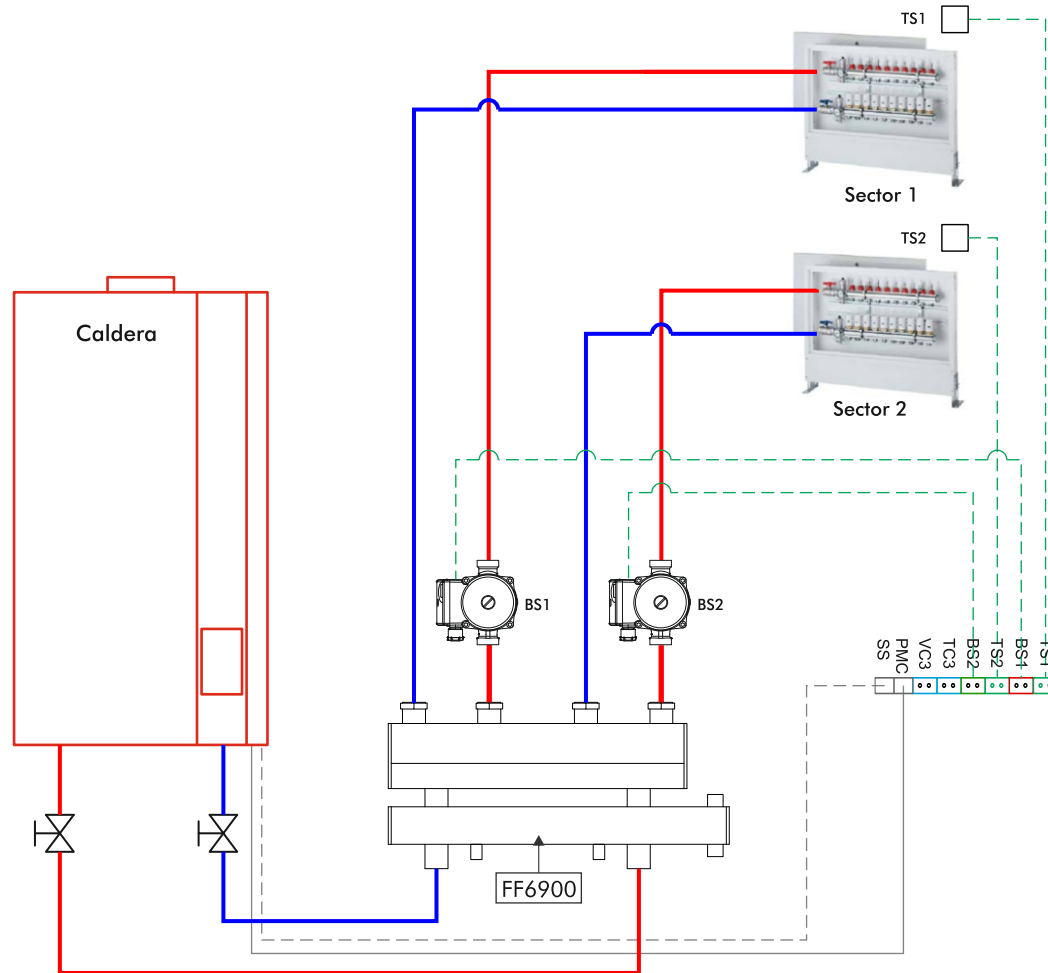 TS1
Sector 1
TS2
Caldera
Sector 2
BS1
BS2
SS
PMC
VC3
TC3
BS2
TS2
BS1
FF6900